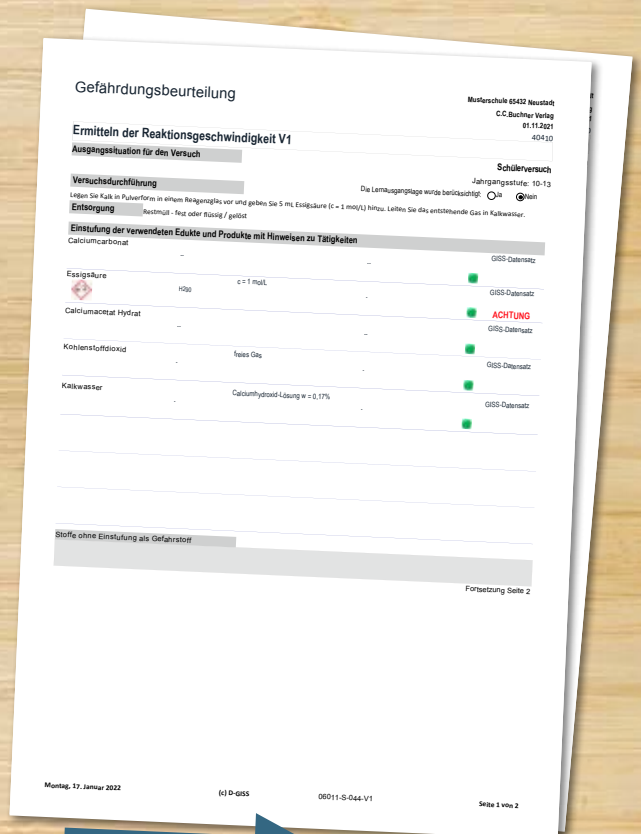 Gefährdungsbeurteilung
Musterschule 65432 Neustadt
C.C.Buchner Verlag
01.11.2021
40410
Ermitteln der Reaktionsgeschwindigkeit V1
Ausgangssituation für den Versuch
Schülerversuch
Jahrgangsstufe: 10-13
Versuchsdurchführung
Die Lernausgangslage wurde berücksichtigt: Ja Nein
Legen Sie Kalk in Pulverform in einem Reagenzglas vor und geben Sie 5 mL Essigsäure (c = 1 mol/L) hinzu. Leiten Sie das entstehende Gas in Kalkwasser.
Entsorgung Restmüll - fest oder flüssig / gelöst
Einstufung der verwendeten Edukte und Produkte mit Hinweisen zu Tätigkeiten
Calciumcarbonat
– – GISS-Datensatz
Essigsäure
H290 c = 1 mol/L - GISS-Datensatz
ACHTUNG
Calciumacetat Hydrat
– – GISS-Datensatz
Kohlenstoffdioxid
- freies Gas - GISS-Datensatz
Kalkwasser
- Calciumhydroxid-Lösung w = 0,17% - GISS-Datensatz
Stoffe ohne Einstufung als Gefahrstoff
Fortsetzung Seite 2
Montag, 17. Januar 2022 (c) D-GISS 06011-S-044-V1 Seite 1 von 2